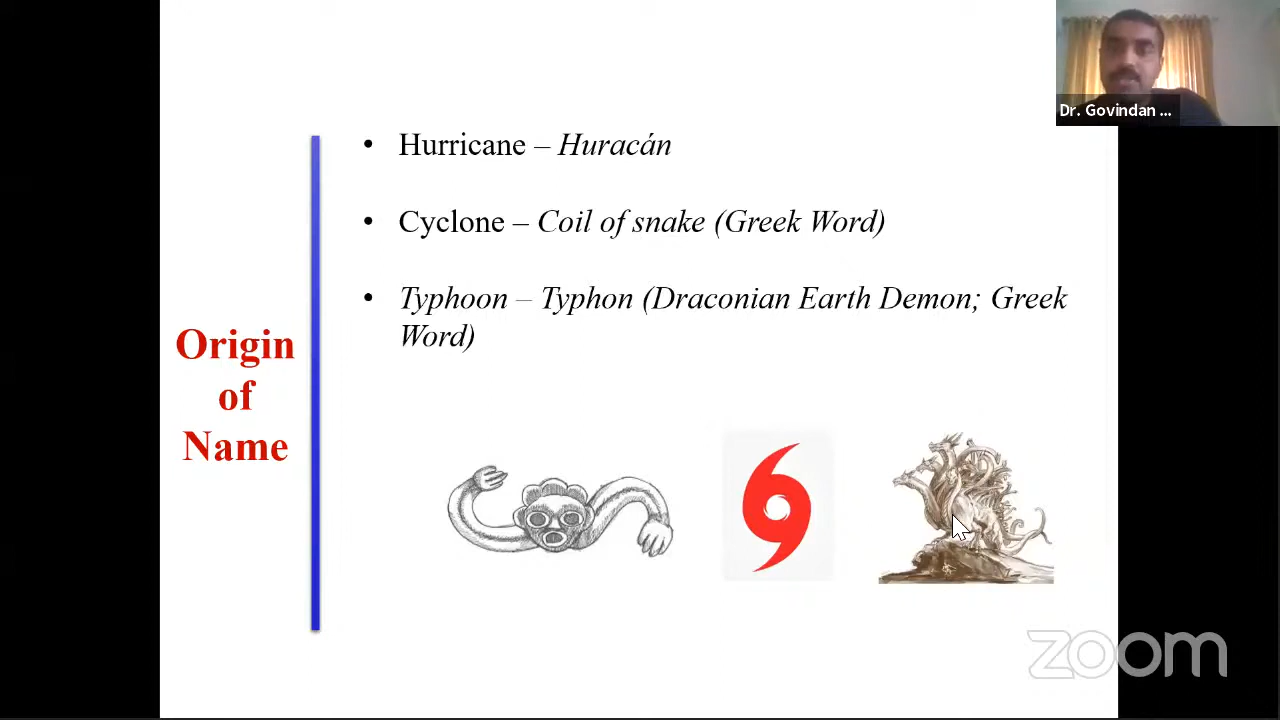 Dr. Govindan ...
• Hurricane – Huracán
• Cyclone – Coil of snake (Greek Word)
• Typhoon – Typhon (Draconian Earth Demon; Greek
Word)
Origin
of
Name
zoom